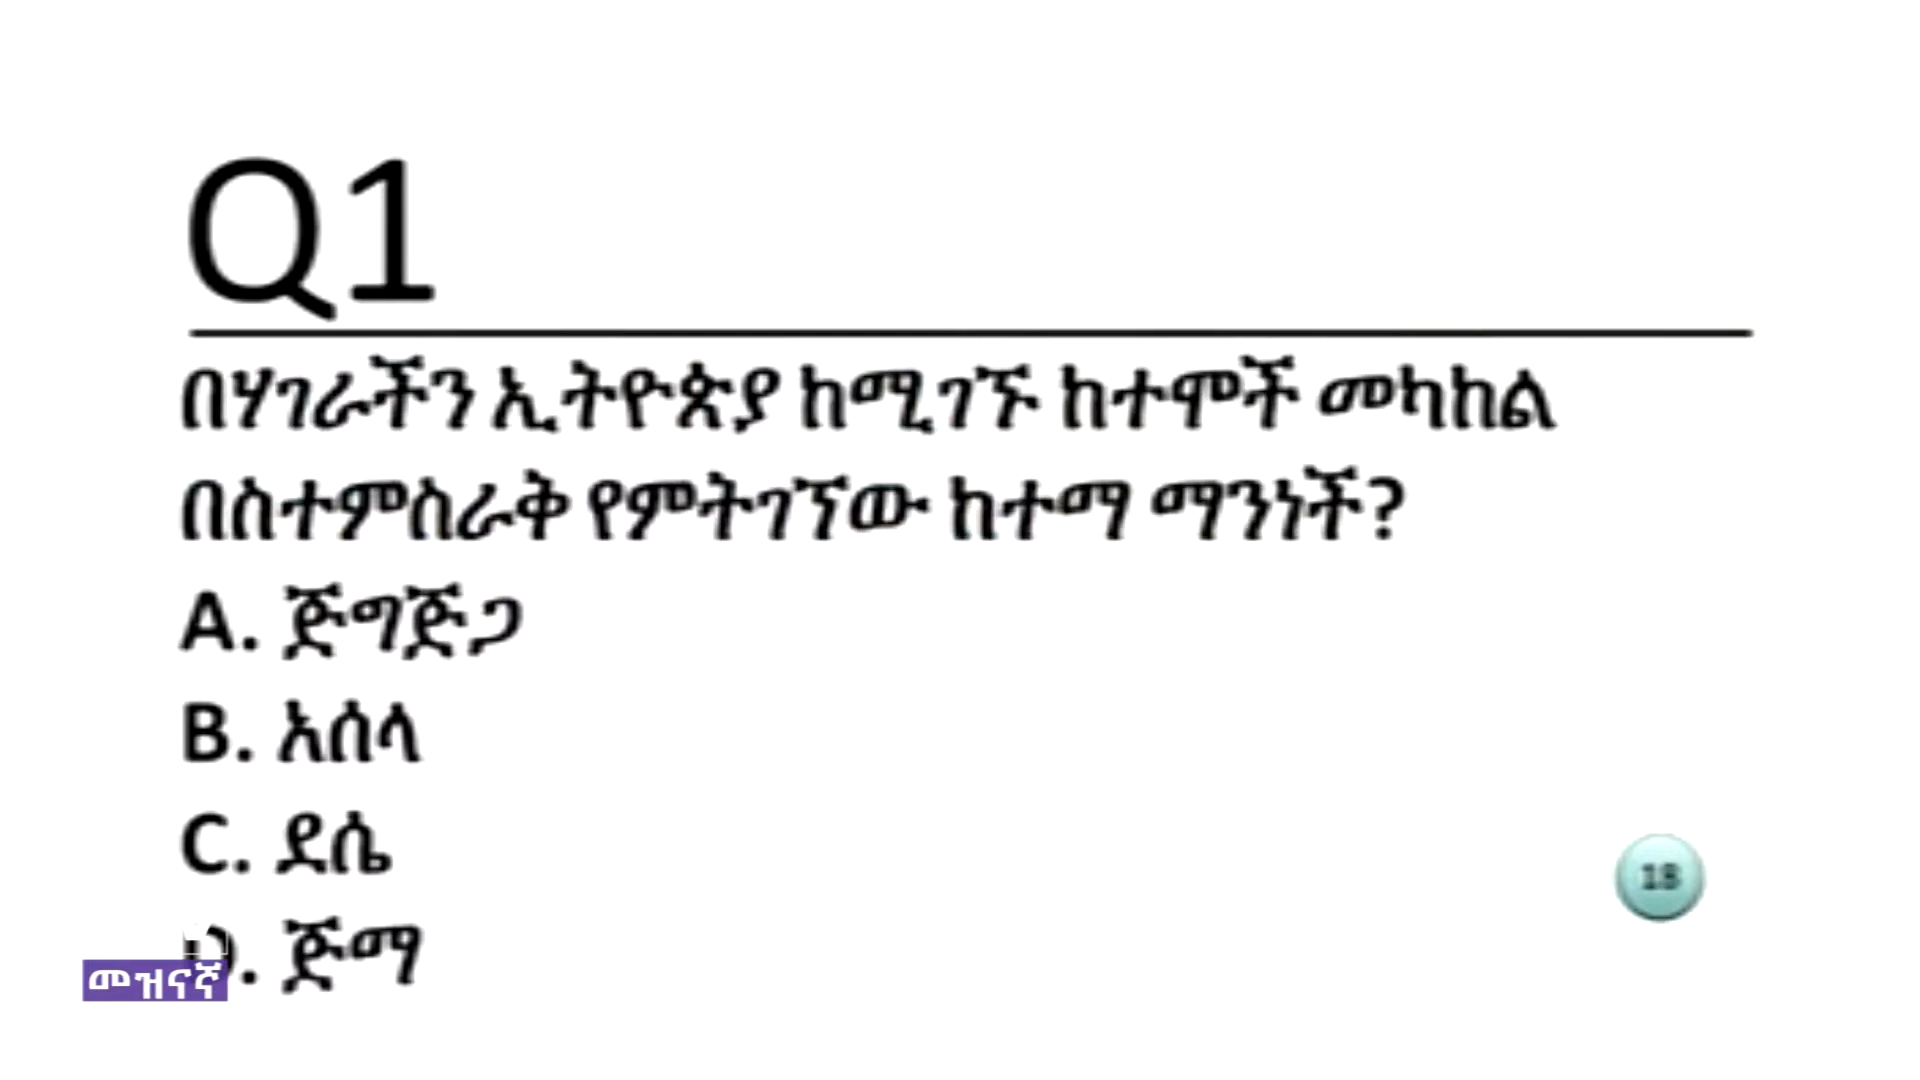 Q1
በሃገራችን ኢትዮጵያ ከሚገኙ ከተሞች መካከል
በስተምስራቅ የምትገኘው ከተማ ማንነች?
A. ጅግጅጋ
B. አሰላ
C. ደሴ
D. ጅማ
18
መዝናኛ